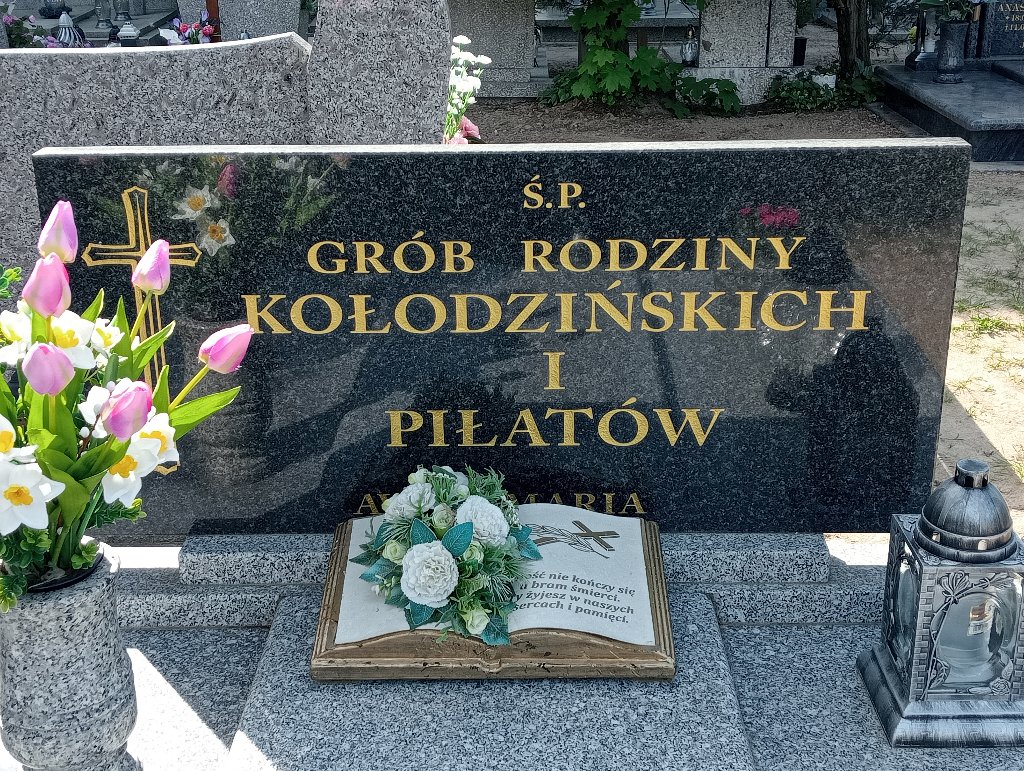 Ś.P.
GRÓB RODZINY
KOŁODZIŃSKICH
I
PIŁATÓW
MARIA
nie kończy się
bram śmierci.
żyjesz w naszych
i pamięci.